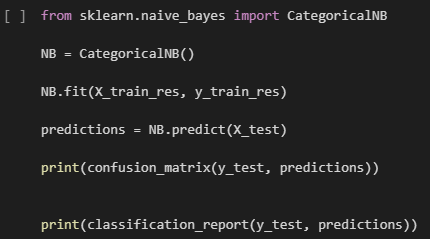 [ ] from sklearn.naive_bayes import CategoricalNB
NB = CategoricalNB()
NB.fit(X_train_res, y_train_res)
predictions = NB.predict(X_test)
print(confusion_matrix(y_test, predictions))
print(classification_report(y_test, predictions))